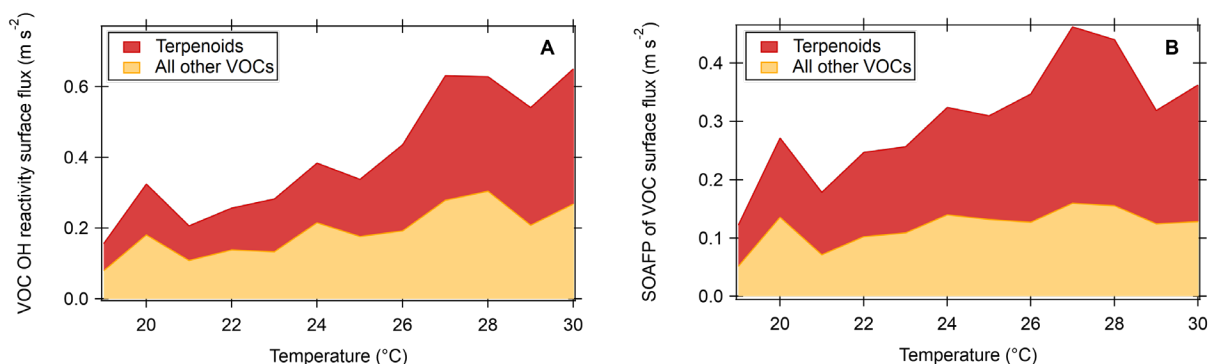 VOC OH reactivity surface flux (m s⁻²)
Terpenoids
All other VOCs
A
0.6
0.4
0.2
0.0
20 22 24 26 28 30
Temperature (°C)
SOAFP of VOC surface flux (m s⁻²)
Terpenoids
All other VOCs
B
0.4
0.3
0.2
0.1
0.0
20 22 24 26 28 30
Temperature (°C)